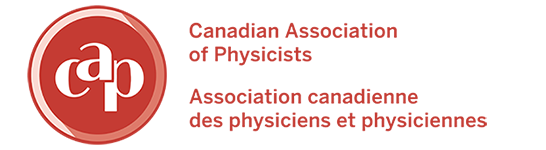 cap
Canadian Association
of Physicists
Association canadienne
des physiciens et physiciennes